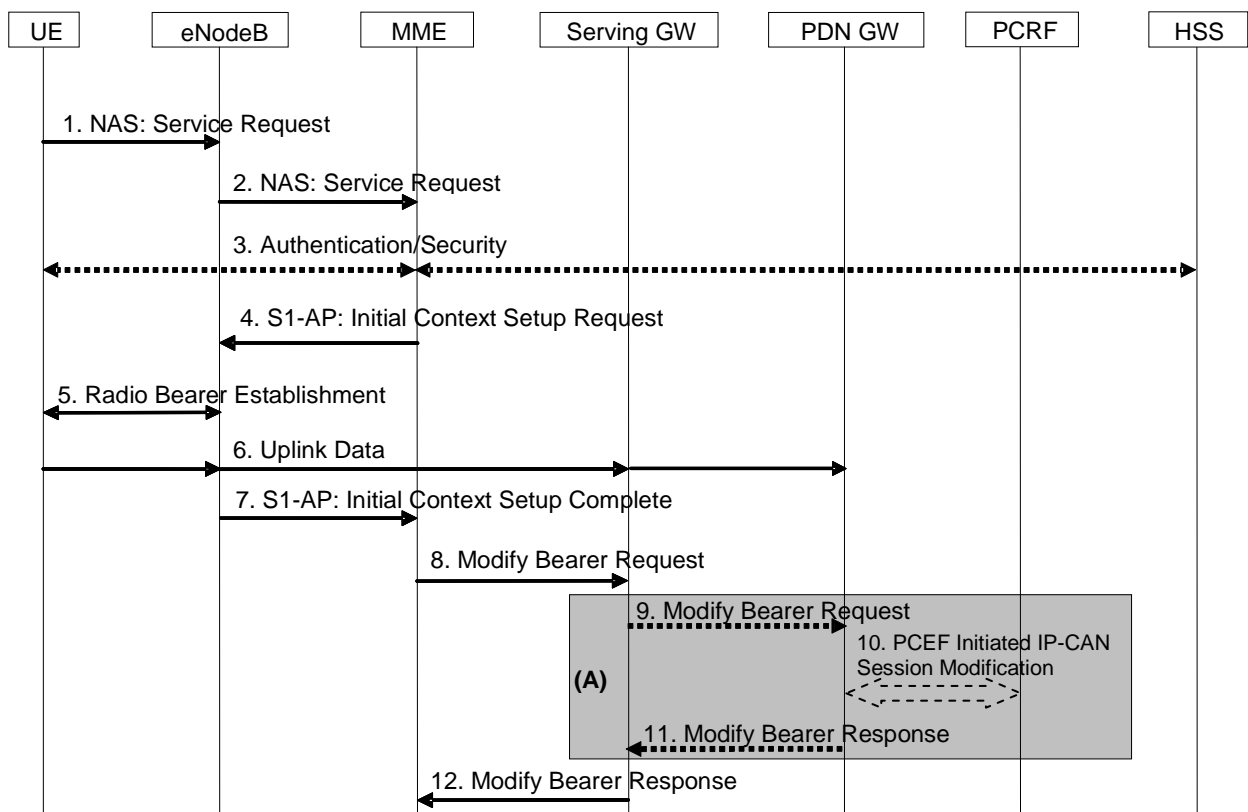 UE
eNodeB
MME
Serving GW
PDN GW
PCRF
HSS
1. NAS: Service Request
2. NAS: Service Request
3. Authentication/Security
4. S1-AP: Initial Context Setup Request
5. Radio Bearer Establishment
6. Uplink Data
7. S1-AP: Initial Context Setup Complete
8. Modify Bearer Request
9. Modify Bearer Request
10. PCEF Initiated IP-CAN
Session Modification
(A)
11. Modify Bearer Response
12. Modify Bearer Response